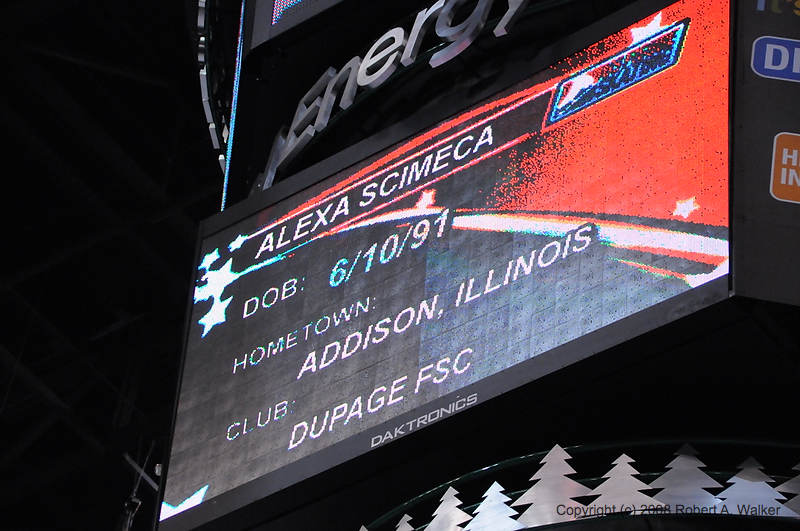 Energy
ALEXA SCIMECA
DOB: 6/10/91
HOMETOWN:
ADDISON, ILLINOIS
CLUB:
DUPAGE FSC
DAKTRONICS
Copyright (c) 2008 Robert A. Walker